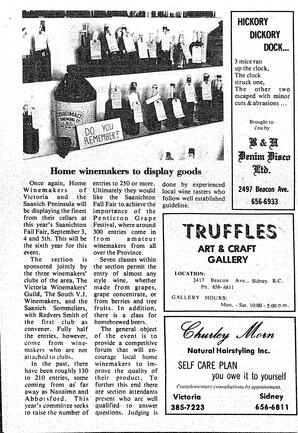 DO YOU REMEMBER?
Home winemakers to display goods
Once again, Home
Winemakers of
Victoria and the
Saanich Peninsula will
be displaying the finest
from their cellars at
this year's Saanichton
Fall Fair, September 3,
4 and 5th. This will be
the sixth year for this
event.
The section is
sponsored jointly by
the three winemakers'
clubs of the area, The
Victoria Winemakers'
Guild, The South V.I.
Winemakers, and the
Saanich Sommeliers,
with Redvers Smith of
the first club as
convener. Fully half
the entries, however,
come from wine-
makers who are not
attached to clubs.
In the past, there
have been roughly 130
to 210 entries, some
coming from as far
away as Nanaimo and
Abbotsford. This
year's committee seeks
to raise the number of
entries to 250 or more.
Ultimately they would
like the Saanichton
Fall Fair to achieve the
importance of the
Penticton Grape
Festival, where around
300 entries come in
from amateur
winemakers from all
over the Province.
Seven classes within
the section permit the
entry of almost any
style wine, whether
made from grapes,
grape concentrate, or
from berries and tree
fruits. In addition,
there is a class for
homebrewed beers.
The general object
of the event is to
provide a competitive
forum that will en-
courage local home
winemakers to im-
prove the quality of
their product. To
further this end there
are section attendants
present who are well
qualified to award
entries. Judging is
done by experienced
local wine tasters who
follow well established
guideline.
HICKORY
DICKORY
DOCK...
3 mice ran
up the clock,
The clock
struck one,
The other two
escaped with minor
cuts & abrasions ...
Brought to
You by
B & H
Denim Disco
Ltd.
2497 Beacon Ave.
656-6933
TRUFFLES
ART & CRAFT
GALLERY
LOCATION:
2417 Beacon Ave., Sidney, B.C.
Ph. 656-6811
GALLERY HOURS:
Mon. - Sat. 10:00 - 5:00 pm.
Churley Morn
Natural Hairstyling Inc.
SELF CARE PLAN
you owe it to yourself
Complementary consultations by appointment.
Victoria
385-7223
Sidney
656-6811